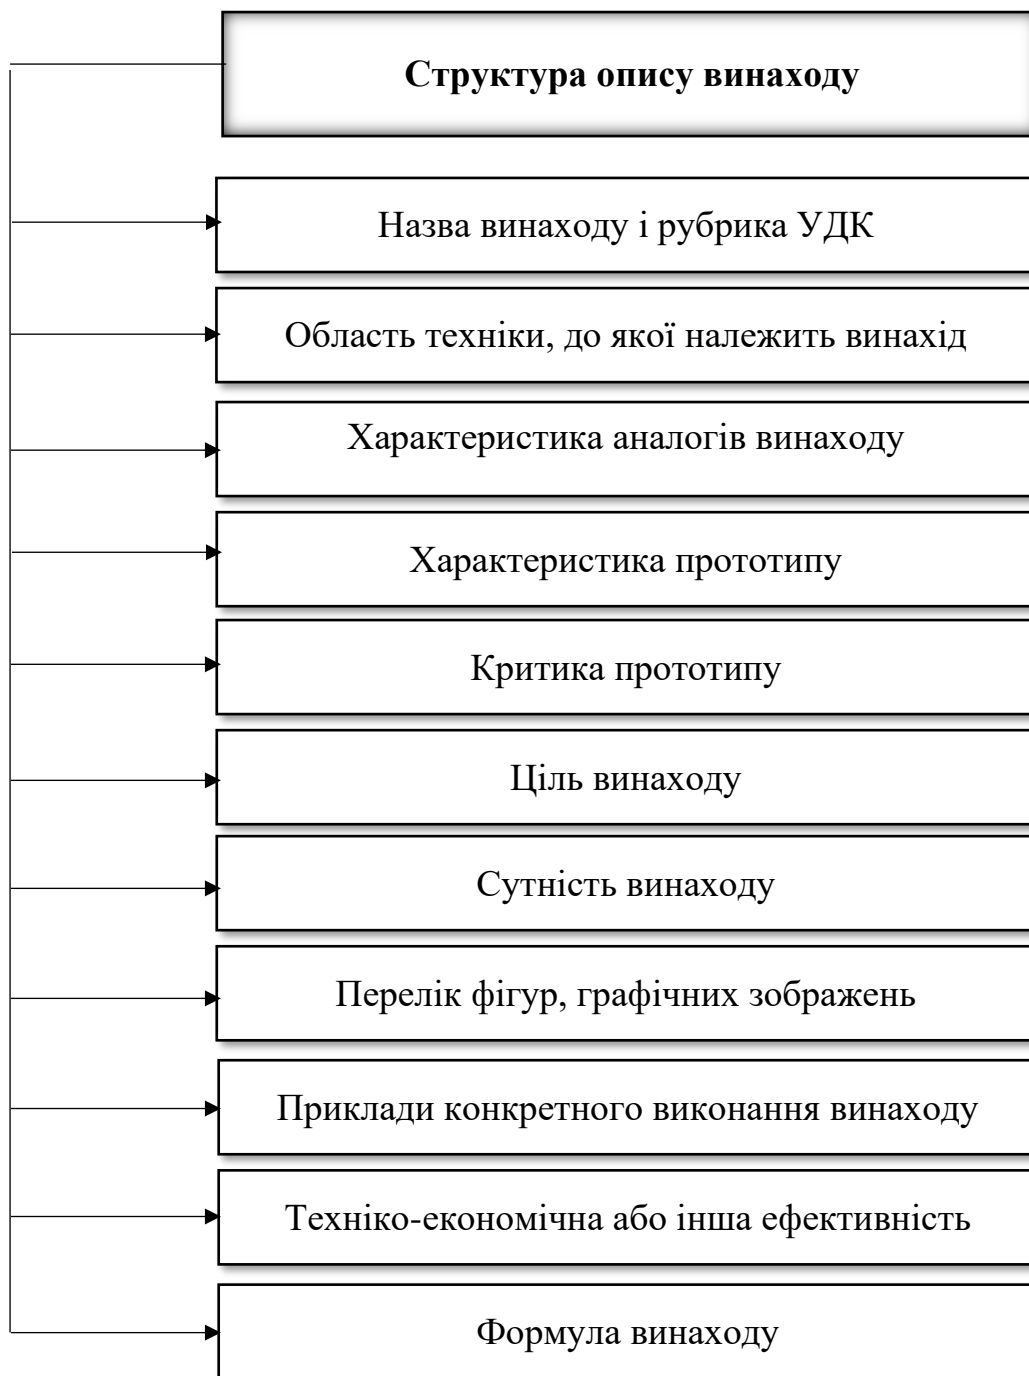 Структура опису винаходу
Назва винаходу і рубрика УДК
Область техніки, до якої належить винахід
Характеристика аналогів винаходу
Характеристика прототипу
Критика прототипу
Ціль винаходу
Сутність винаходу
Перелік фігур, графічних зображень
Приклади конкретного виконання винаходу
Техніко-економічна або інша ефективність
Формула винаходу